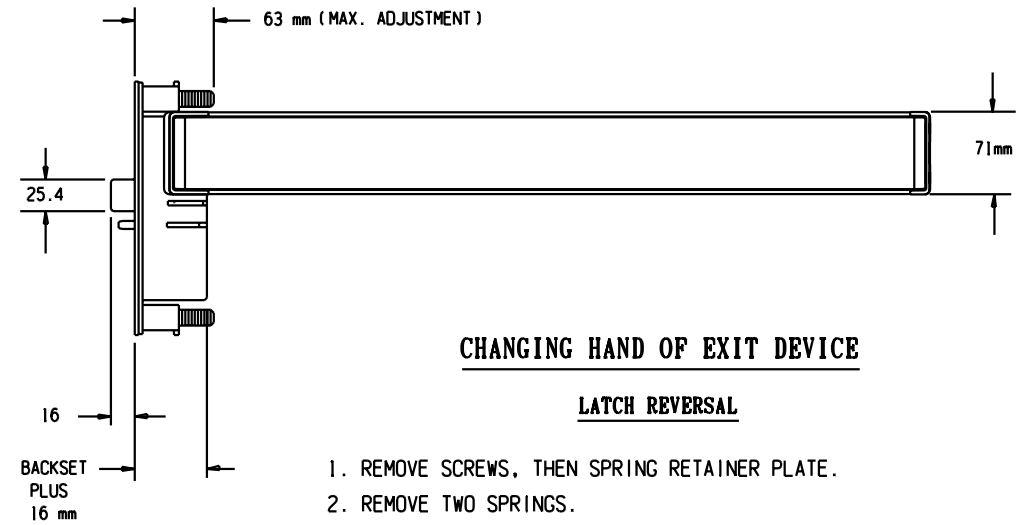 63 mm (MAX. ADJUSTMENT)
71mm
25.4
CHANGING HAND OF EXIT DEVICE
LATCH REVERSAL
16
BACKSET
PLUS
16 mm
1. REMOVE SCREWS, THEN SPRING RETAINER PLATE.
2. REMOVE TWO SPRINGS.